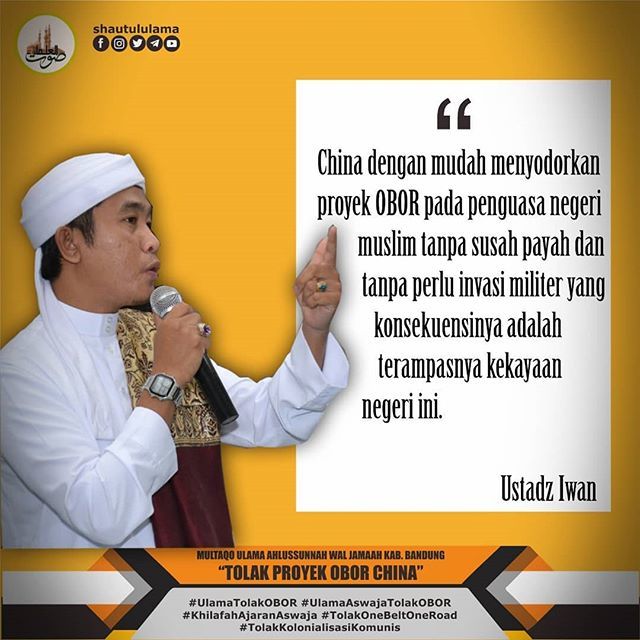 shautululama
“
China dengan mudah menyodorkan
proyek OBOR pada penguasa negeri
muslim tanpa susah payah dan
tanpa perlu invasi militer yang
konsekuensinya adalah
terampasnya kekayaan
negeri ini.
Ustadz Iwan
MULTAQO ULAMA AHLUSSUNNAH WAL JAMAAH KAB. BANDUNG
“TOLAK PROYEK OBOR CHINA”
#UlamaTolakOBOR #UlamaAswajaTolakOBOR
#KhilafahAjaranAswaja #TolakOneBeltOneRoad
#TolakKolonialisasiKomunis